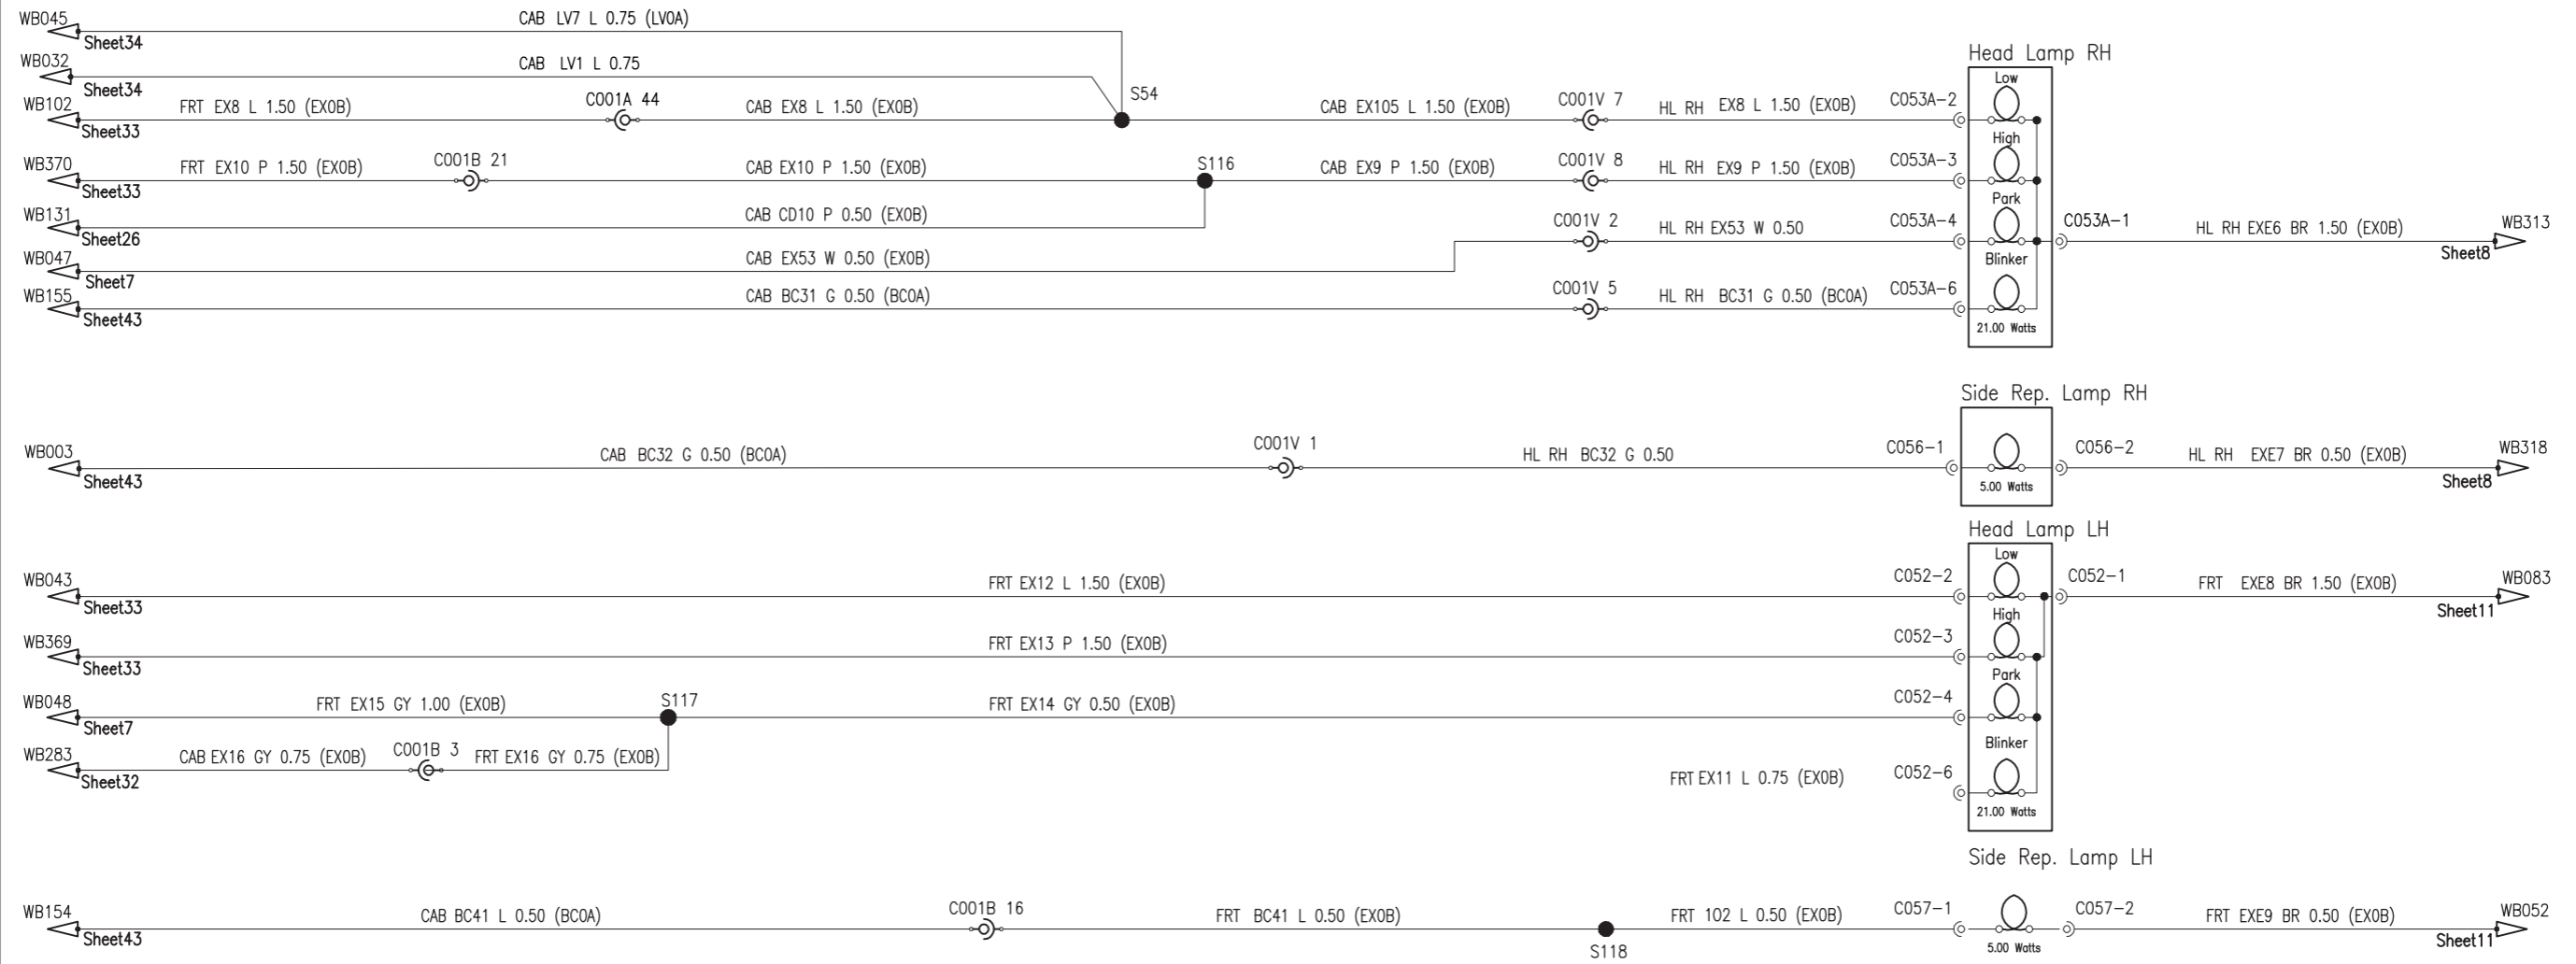 WB045 CAB LV7 L 0.75 (LV0A)
Sheet34
WB032 CAB LV1 L 0.75
Sheet34
Head Lamp RH
Low
S54
WB102 FRT EX8 L 1.50 (EX0B) C001A 44 CAB EX8 L 1.50 (EX0B) CAB EX105 L 1.50 (EX0B) C001V 7 HL RH EX8 L 1.50 (EX0B) C053A-2
Sheet33
High
WB370 FRT EX10 P 1.50 (EX0B) C001B 21 CAB EX10 P 1.50 (EX0B) S116 CAB EX9 P 1.50 (EX0B) C001V 8 HL RH EX9 P 1.50 (EX0B) C053A-3
Sheet33
Park
WB131 CAB CD10 P 0.50 (EX0B) C001V 2 HL RH EX53 W 0.50 C053A-4 C053A-1 HL RH EXE6 BR 1.50 (EX0B) WB313
Sheet26 Sheet8
WB047 CAB EX53 W 0.50 (EX0B) Blinker
Sheet7
WB155 CAB BC31 G 0.50 (BC0A) C001V 5 HL RH BC31 G 0.50 (BC0A) C053A-6
Sheet43
21.00 Watts
Side Rep. Lamp RH
WB003 CAB BC32 G 0.50 (BC0A) C001V 1 HL RH BC32 G 0.50 C056-1 C056-2 HL RH EXE7 BR 0.50 (EX0B) WB318
Sheet43 Sheet8
5.00 Watts
Head Lamp LH
Low
WB043 FRT EX12 L 1.50 (EX0B) C052-2 C052-1 FRT EXE8 BR 1.50 (EX0B) WB083
Sheet33 Sheet11
High
WB369 FRT EX13 P 1.50 (EX0B) C052-3
Sheet33
Park
WB048 FRT EX15 GY 1.00 (EX0B) S117 FRT EX14 GY 0.50 (EX0B) C052-4
Sheet7
Blinker
WB283 CAB EX16 GY 0.75 (EX0B) C001B 3 FRT EX16 GY 0.75 (EX0B)
Sheet32
FRT EX11 L 0.75 (EX0B) C052-6
21.00 Watts
Side Rep. Lamp LH
WB154 CAB BC41 L 0.50 (BC0A) C001B 16 FRT BC41 L 0.50 (EX0B) FRT 102 L 0.50 (EX0B) C057-1 C057-2 FRT EXE9 BR 0.50 (EX0B) WB052
Sheet43 Sheet11
S118 5.00 Watts